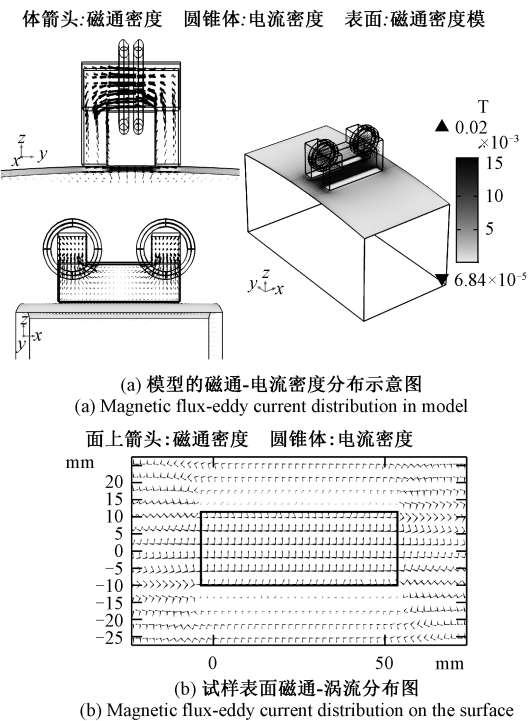 体箭头:磁通密度 圆锥体:电流密度 表面:磁通密度模
T
▲ 0.02
×10⁻³
15
10
5
▼ 6.84×10⁻⁵
z
x y
z
y x
z
y x
(a) 模型的磁通-电流密度分布示意图
(a) Magnetic flux-eddy current distribution in model
面上箭头:磁通密度 圆锥体:电流密度
mm
20
15
10
5
0
−5
−10
−15
−20
−25
0 50 mm
(b) 试样表面磁通-涡流分布图
(b) Magnetic flux-eddy current distribution on the surface